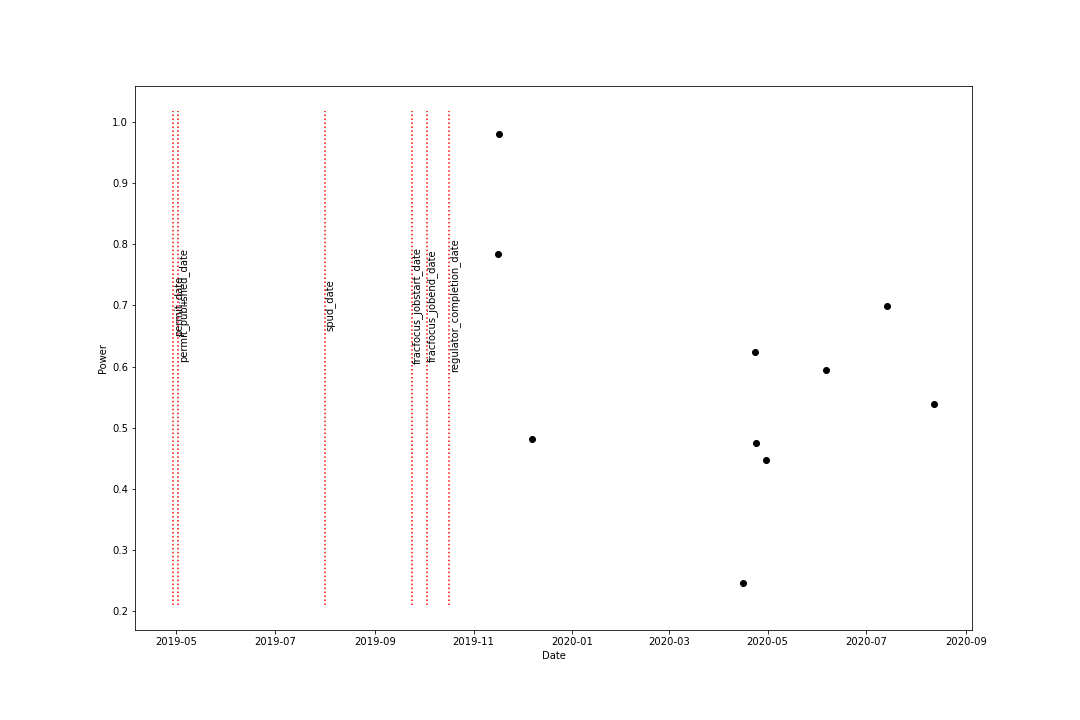 1.0
0.9
0.8
0.7
0.6
0.5
0.4
0.3
0.2
Power
permit_date
permit_published_date
spud_date
fracfocus_jobstart_date
fracfocus_jobend_date
regulator_completion_date
2019-05 2019-07 2019-09 2019-11 2020-01 2020-03 2020-05 2020-07 2020-09
Date